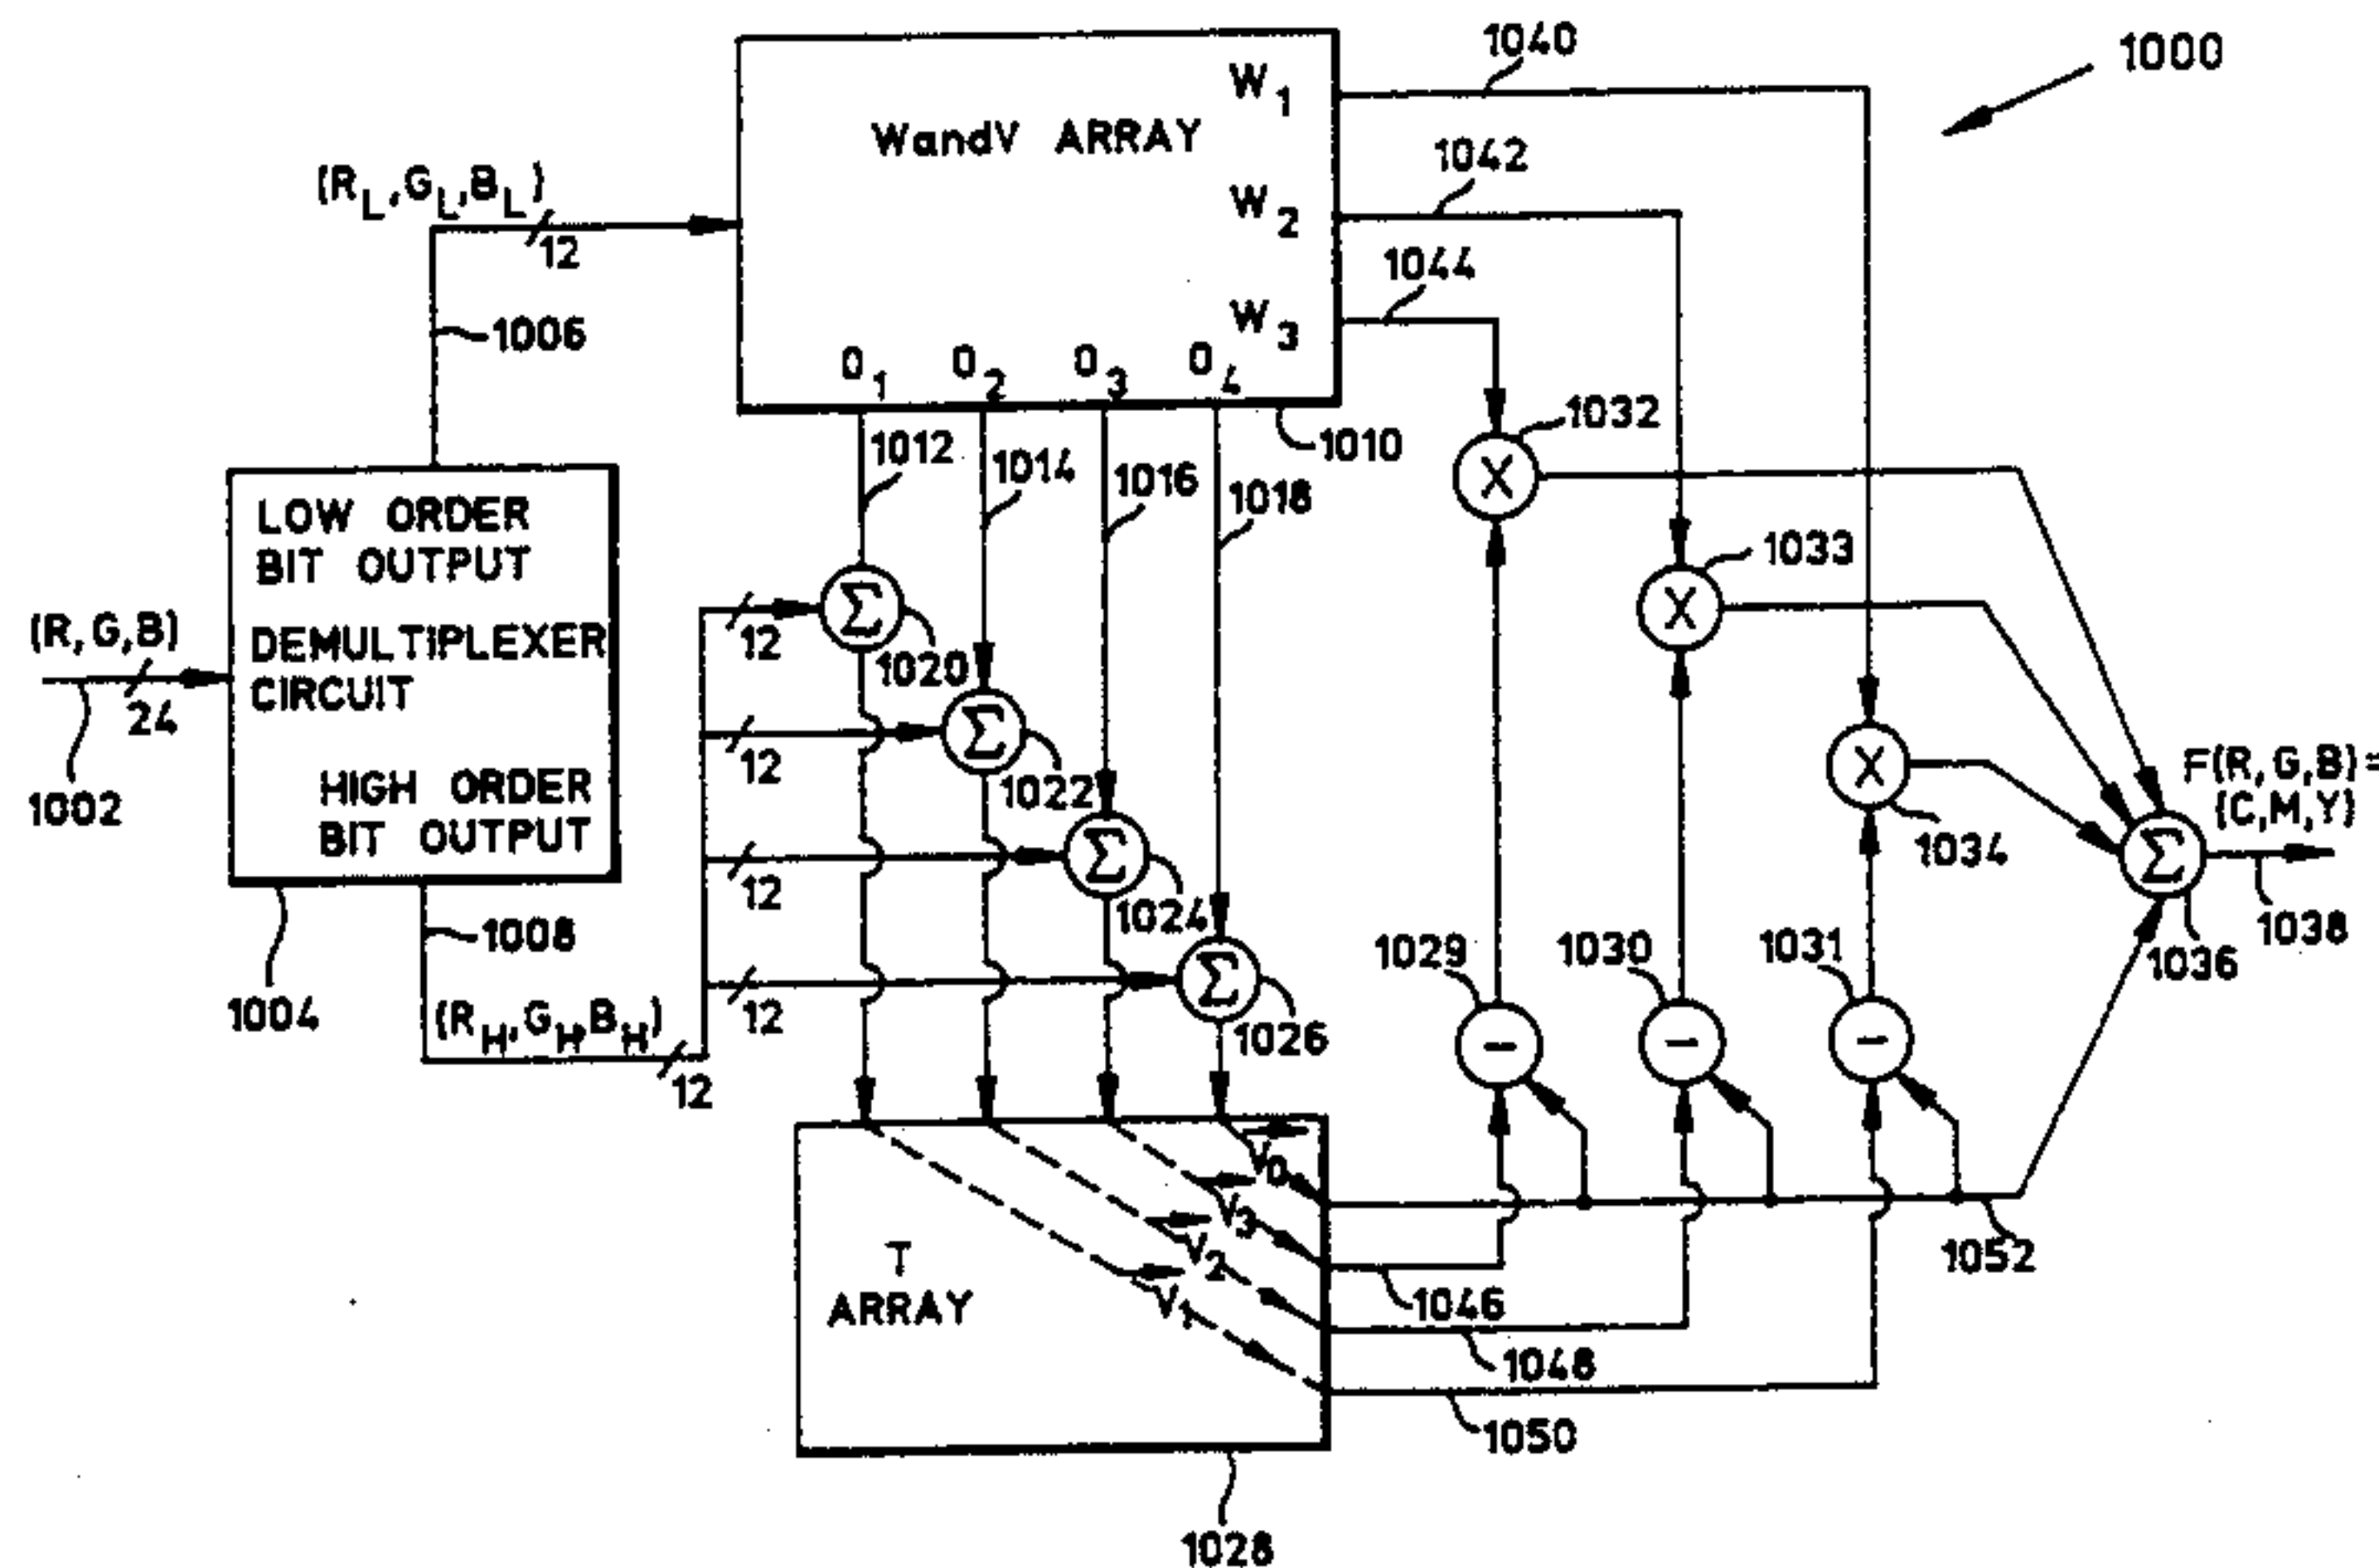 1040
1000
W1
WandV ARRAY
1042
(RL,GL,BL)
12
W2
1044
1006
W3
O1 O2 O3 O4
1012
1014
1016
1018
1010
1032
LOW ORDER
BIT OUTPUT
DEMULTIPLEXER
CIRCUIT
HIGH ORDER
BIT OUTPUT
(R,G,B)
24
1002
1004
1008
(RH,GH,BH)
12
12
12
12
12
Σ
1020
Σ
1022
Σ
1024
Σ
1026
X
X
1033
X
1034
F(R,G,B)=
(C,M,Y)
Σ
1036
1038
1029
1030
1031
−
−
−
V0
V3
V2
V1
T
ARRAY
1052
1046
1048
1050
1028